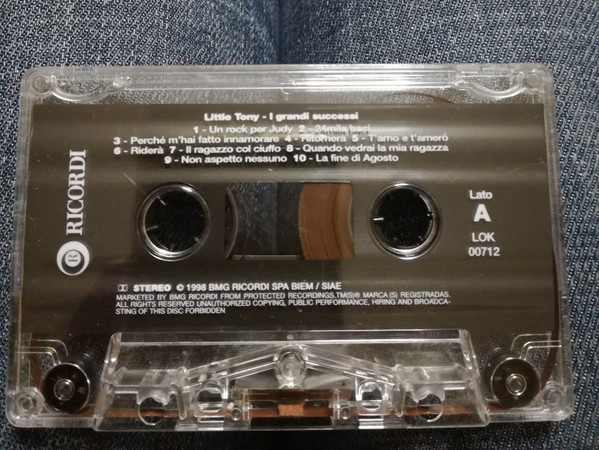 Little Tony - I grandi successi
1 - Un rock per Judy 2 - 24mila baci
3 - Perché m'hai fatto innamorare 4 - Ritornerà 5 - T'amo e t'amerò
6 - Riderà 7 - Il ragazzo col ciuffo 8 - Quando vedrai la mia ragazza
9 - Non aspetto nessuno 10 - La fine di Agosto
R RICORDI
Lato
A
LOK
00712
STEREO © 1998 BMG RICORDI SPA BIEM / SIAE
MARKETED BY BMG RICORDI FROM PROTECTED RECORDINGS.TM(S)® MARCA(S) REGISTRADAS.
ALL RIGHTS RESERVED UNAUTHORIZED COPYING, PUBLIC PERFORMANCE, HIRING AND BROADCA-
STING OF THIS DISC FORBIDDEN